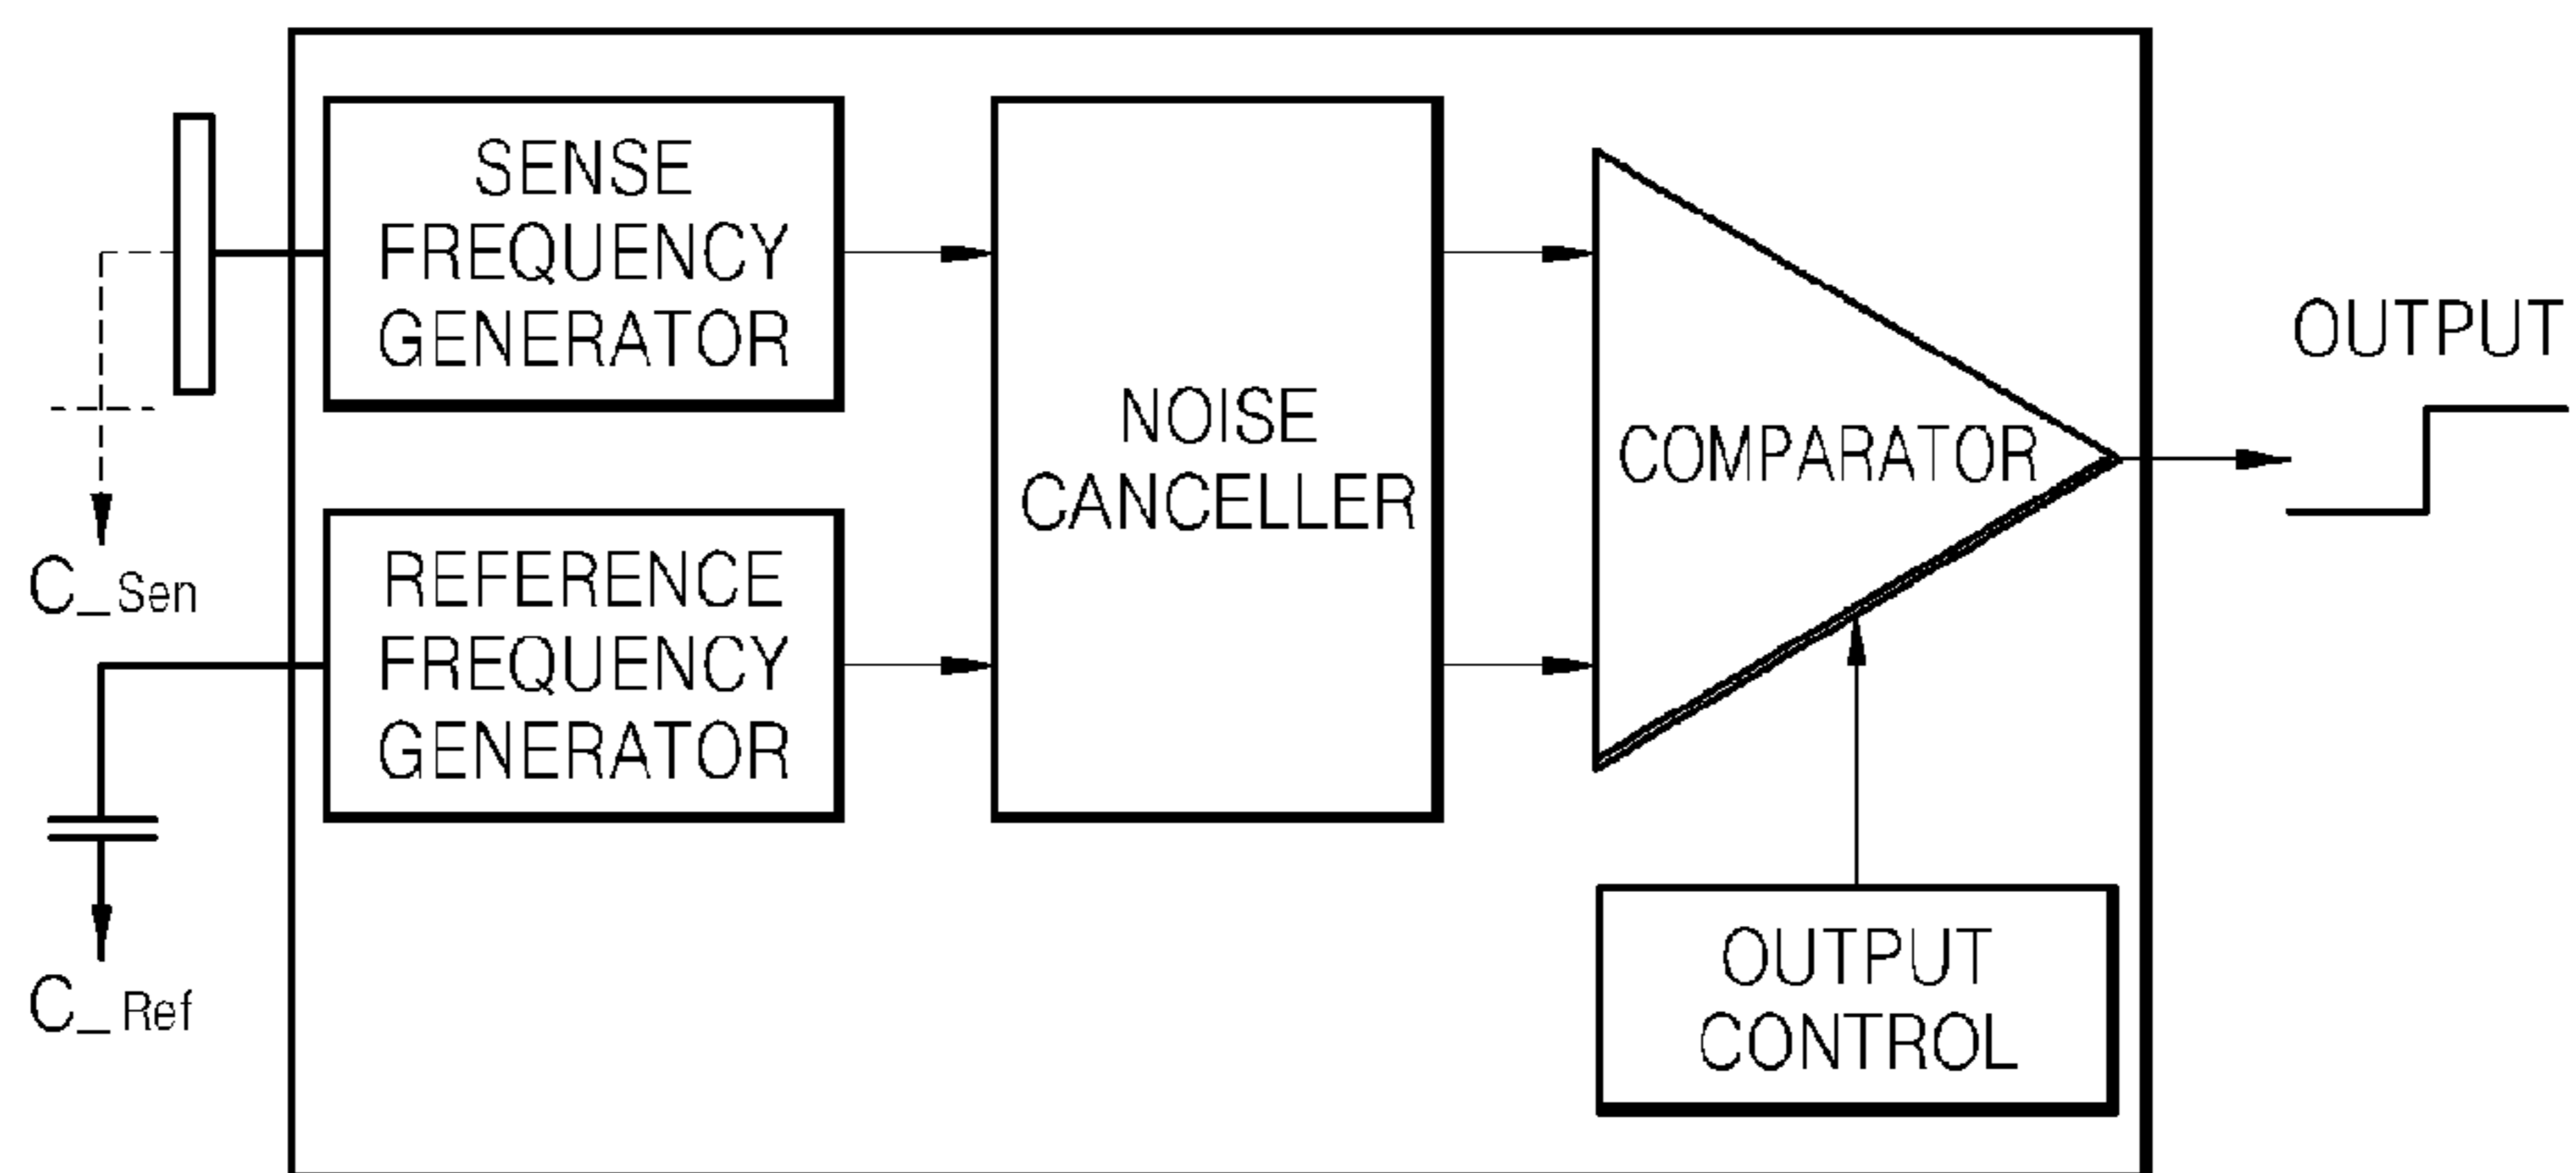 SENSE
FREQUENCY
GENERATOR
C_Sen
REFERENCE
FREQUENCY
GENERATOR
C_Ref
NOISE
CANCELLER
COMPARATOR
OUTPUT
CONTROL
OUTPUT